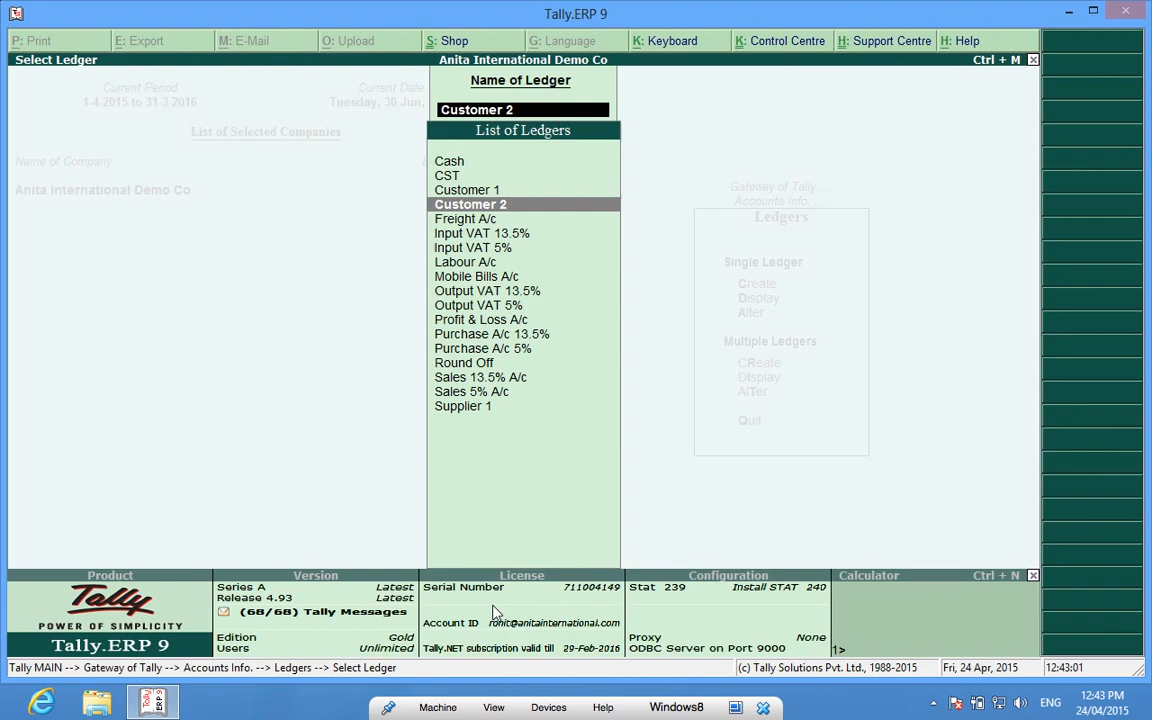 Tally.ERP 9
P: Print
E: Export
M: E-Mail
O: Upload
S: Shop
G: Language
K: Keyboard
K: Control Centre
H: Support Centre
H: Help
Select Ledger
Anita International Demo Co
Ctrl + M
Current Period
1-4-2015 to 31-3-2016
Current Date
Tuesday, 30 Jun,
List of Selected Companies
Name of Company
Anita International Demo Co
Name of Ledger
Customer 2
List of Ledgers
Cash
CST
Customer 1
Customer 2
Freight A/c
Input VAT 13.5%
Input VAT 5%
Labour A/c
Mobile Bills A/c
Output VAT 13.5%
Output VAT 5%
Profit & Loss A/c
Purchase A/c 13.5%
Purchase A/c 5%
Round Off
Sales 13.5% A/c
Sales 5% A/c
Supplier 1
Gateway of Tally ....
Accounts Info. ....
Ledgers
Single Ledger
Create
Display
Alter
Multiple Ledgers
CReate
DIsplay
AlTer
Quit
Product
Tally
POWER OF SIMPLICITY
Tally.ERP 9
Version
Series A Latest
Release 4.93 Latest
(68/68) Tally Messages
Edition Gold
Users Unlimited
License
Serial Number 711004149
Account ID rohit@anitainternational.com
Tally.NET subscription valid till 29-Feb-2016
Configuration
Stat 239 Install STAT 240
Proxy None
ODBC Server on Port 9000
Calculator Ctrl + N
1>
Tally MAIN --> Gateway of Tally --> Accounts Info. --> Ledgers --> Select Ledger
(c) Tally Solutions Pvt. Ltd., 1988-2015
Fri, 24 Apr, 2015
12:43:01
Tally ERP 9
Machine View Devices Help Windows8
ENG
12:43 PM
24/04/2015